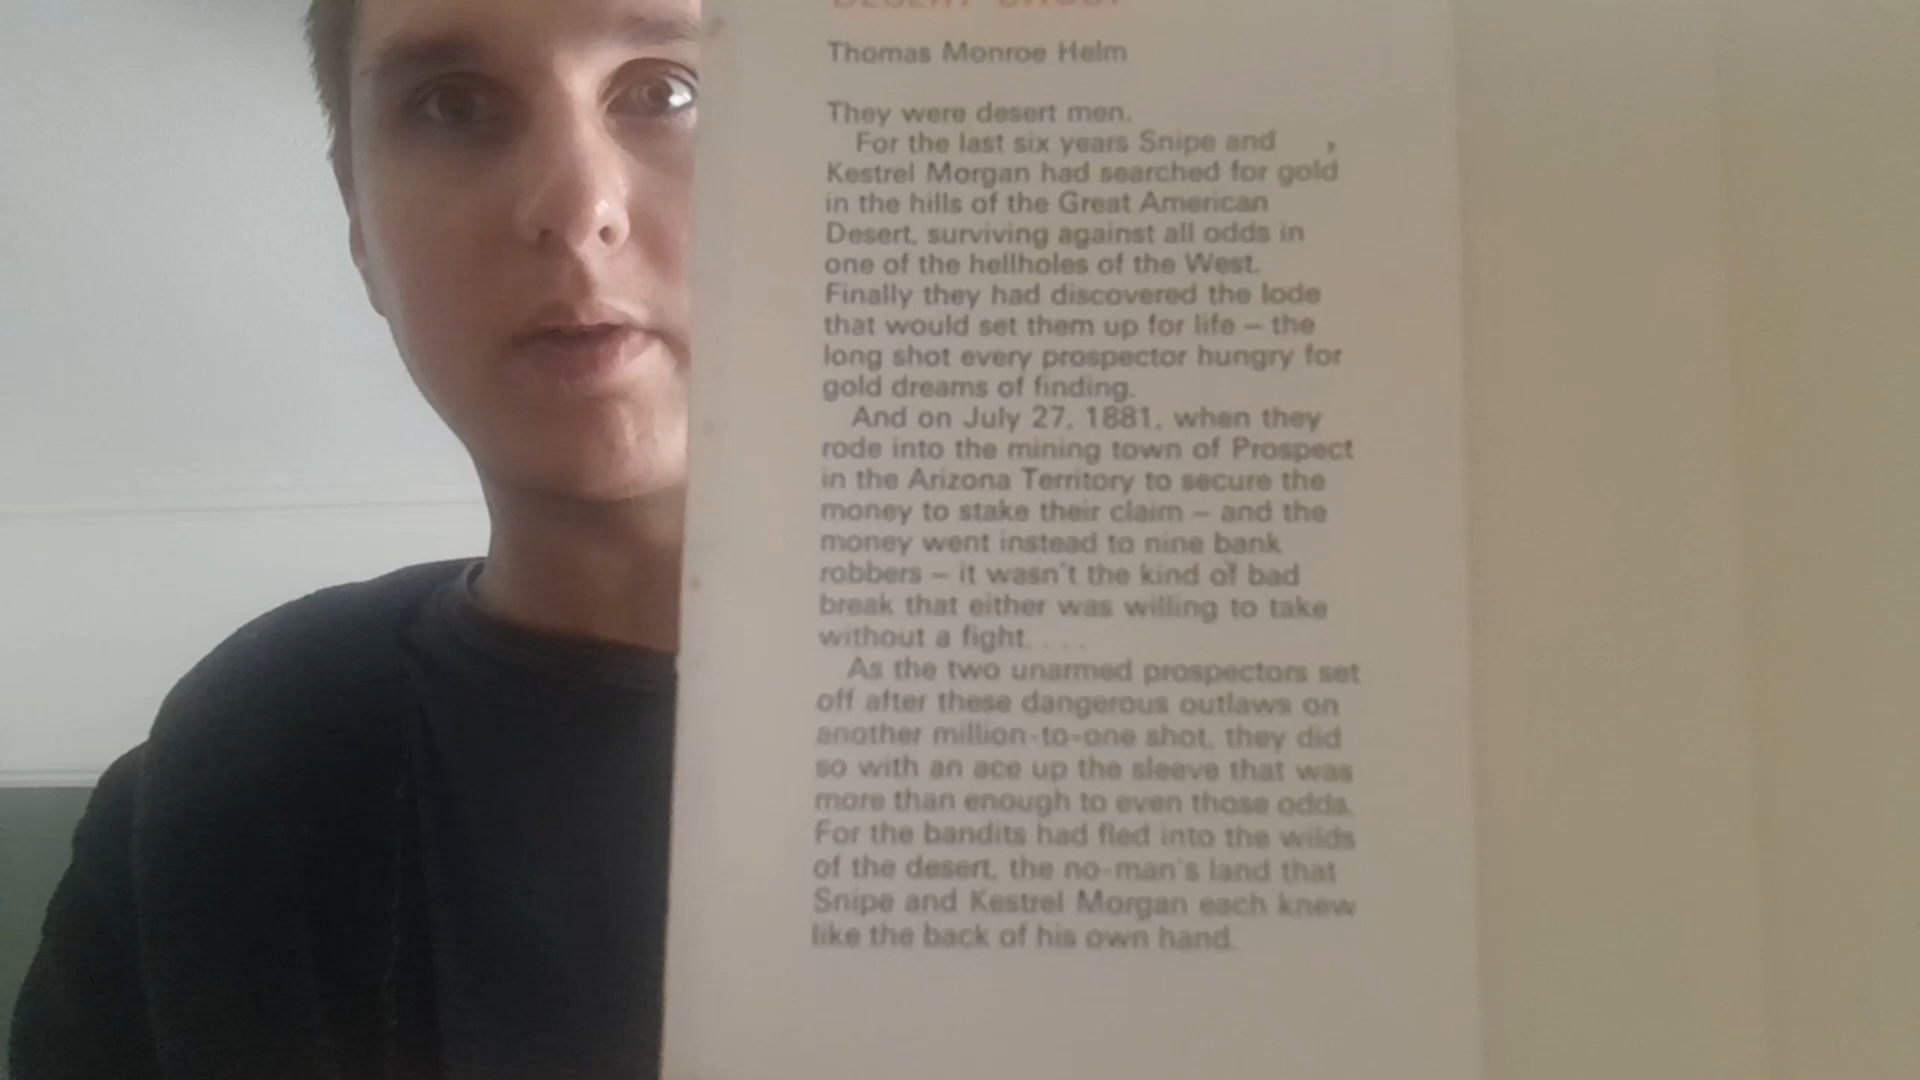 DESERT GHOST
Thomas Monroe Helm
They were desert men.
For the last six years Snipe and
Kestrel Morgan had searched for gold
in the hills of the Great American
Desert, surviving against all odds in
one of the hellholes of the West.
Finally they had discovered the lode
that would set them up for life – the
long shot every prospector hungry for
gold dreams of finding.
And on July 27, 1881, when they
rode into the mining town of Prospect
in the Arizona Territory to secure the
money to stake their claim – and the
money went instead to nine bank
robbers – it wasn't the kind of bad
break that either was willing to take
without a fight. . . .
As the two unarmed prospectors set
off after these dangerous outlaws on
another million-to-one shot, they did
so with an ace up the sleeve that was
more than enough to even those odds.
For the bandits had fled into the wilds
of the desert, the no-man's land that
Snipe and Kestrel Morgan each knew
like the back of his own hand.